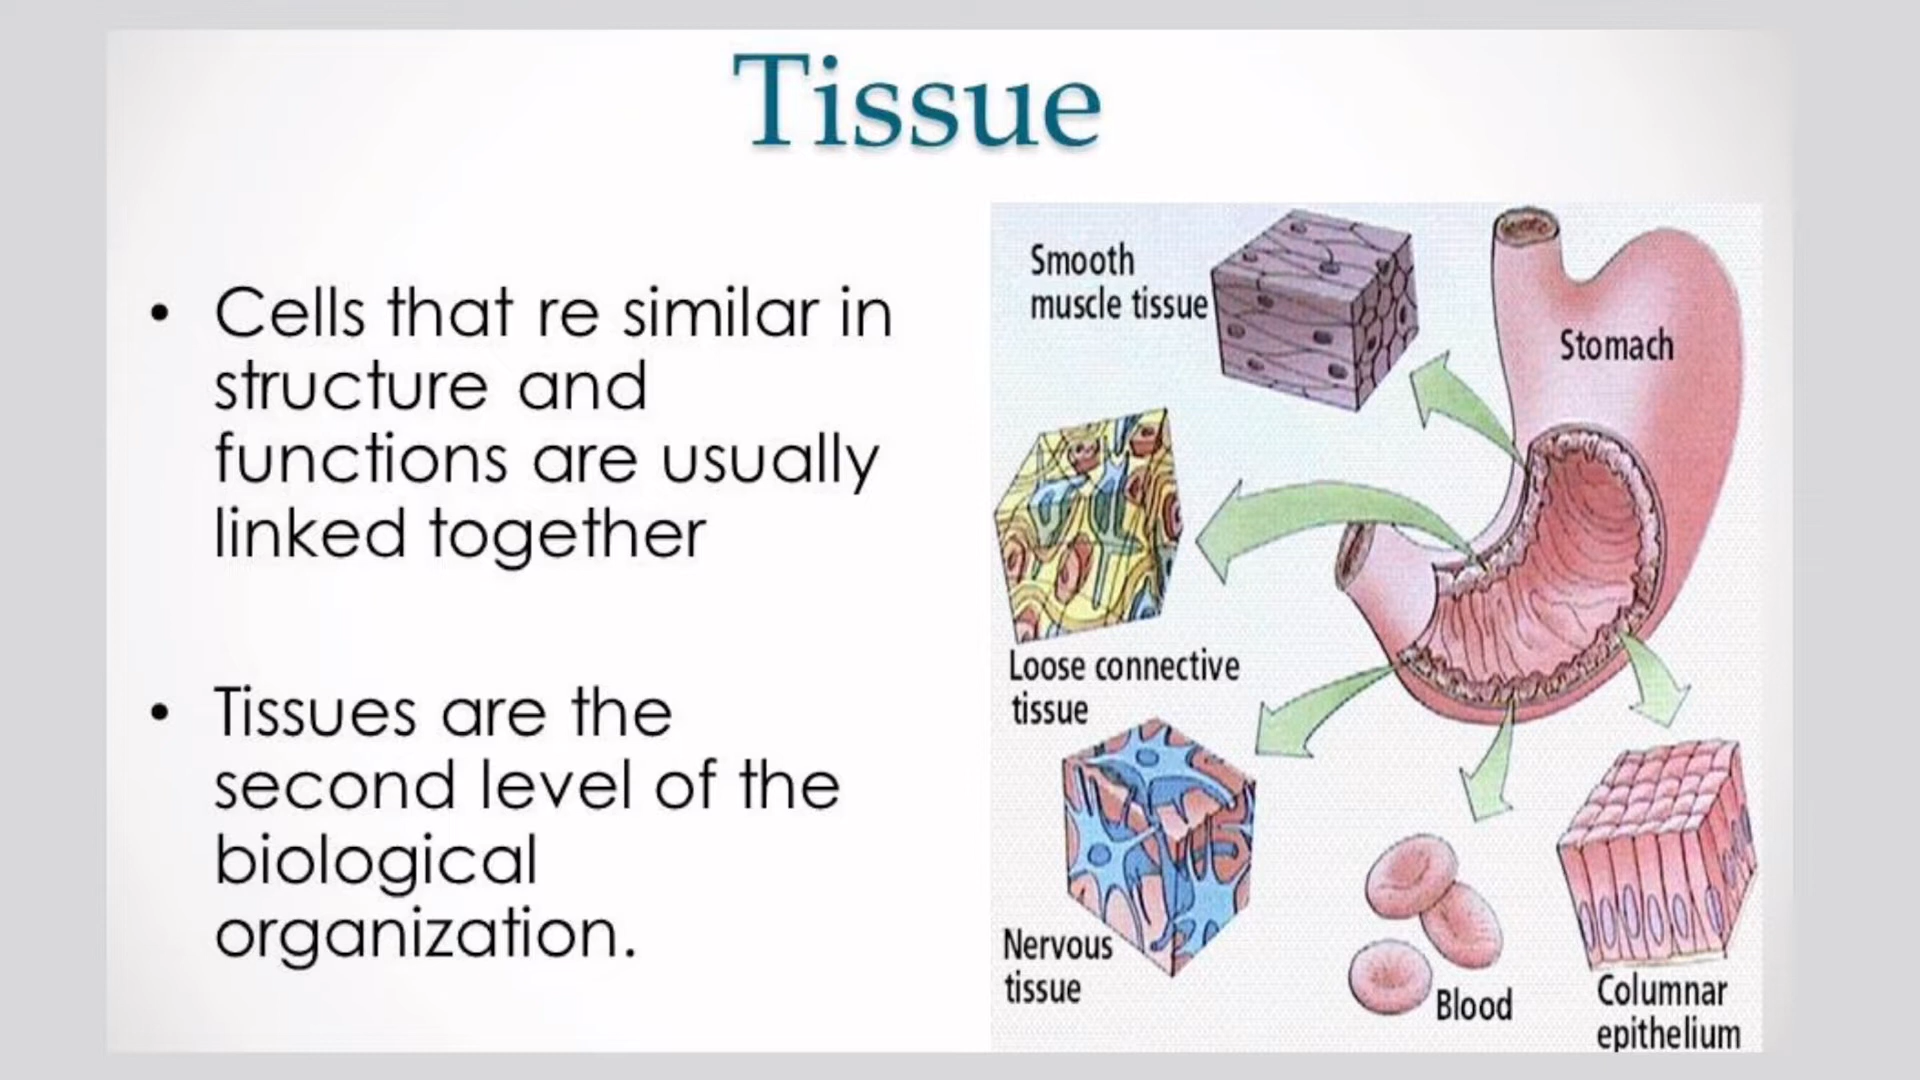 Tissue
• Cells that re similar in
structure and
functions are usually
linked together
• Tissues are the
second level of the
biological
organization.
Smooth
muscle tissue
Stomach
Loose connective
tissue
Nervous
tissue
Blood
Columnar
epithelium